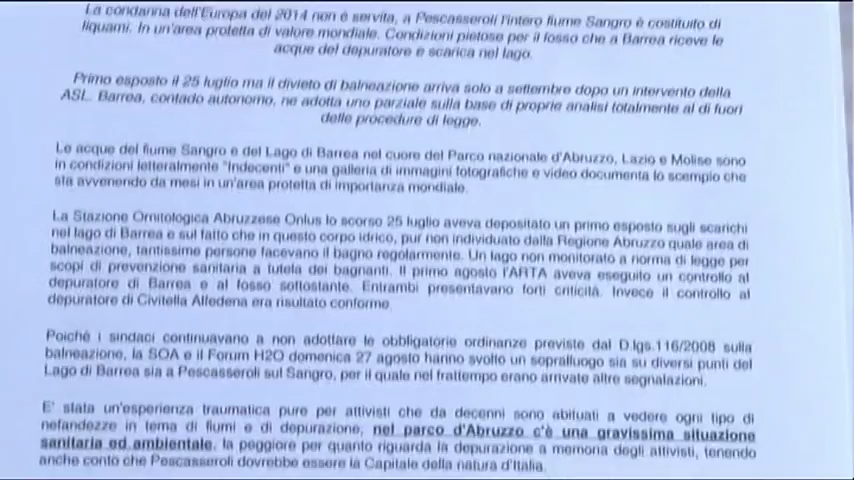 La condanna dell'Europa del 2014 non è servita, a Pescasseroli l'intero fiume Sangro è costituito di
liquami. In un'area protetta di valore mondiale. Condizioni pietose per il fosso che a Barrea riceve le
acque del depuratore e scarica nel lago.
Primo esposto il 25 luglio ma il divieto di balneazione arriva solo a settembre dopo un intervento della
ASL. Barrea, contado autonomo, ne adotta uno parziale sulla base di proprie analisi totalmente al di fuori
delle procedure di legge.
Le acque del fiume Sangro e del Lago di Barrea nel cuore del Parco nazionale d'Abruzzo, Lazio e Molise sono
in condizioni letteralmente "Indecenti" e una galleria di immagini fotografiche e video documenta lo scempio che
sta avvenendo da mesi in un'area protetta di importanza mondiale.
La Stazione Ornitologica Abruzzese Onlus lo scorso 25 luglio aveva depositato un primo esposto sugli scarichi
nel lago di Barrea e sul fatto che in questo corpo idrico, pur non individuato dalla Regione Abruzzo quale area di
balneazione, tantissime persone facevano il bagno regolarmente. Un lago non monitorato a norma di legge per
scopi di prevenzione sanitaria a tutela dei bagnanti. Il primo agosto l'ARTA aveva eseguito un controllo al
depuratore di Barrea e al fosso sottostante. Entrambi presentavano forti criticità. Invece il controllo al
depuratore di Civitella Alfedena era risultato conforme.
Poiché i sindaci continuavano a non adottare le obbligatorie ordinanze previste dal D.lgs.116/2008 sulla
balneazione, la SOA e il Forum H2O domenica 27 agosto hanno svolto un sopralluogo sia su diversi punti del
Lago di Barrea sia a Pescasseroli sul Sangro, per il quale nel frattempo erano arrivate altre segnalazioni.
E' stata un'esperienza traumatica pure per attivisti che da decenni sono abituati a vedere ogni tipo di
nefandezze in tema di fiumi e di depurazione, nel parco d'Abruzzo c'è una gravissima situazione
sanitaria ed ambientale, la peggiore per quanto riguarda la depurazione a memoria degli attivisti, tenendo
anche conto che Pescasseroli dovrebbe essere la Capitale della natura d'Italia.